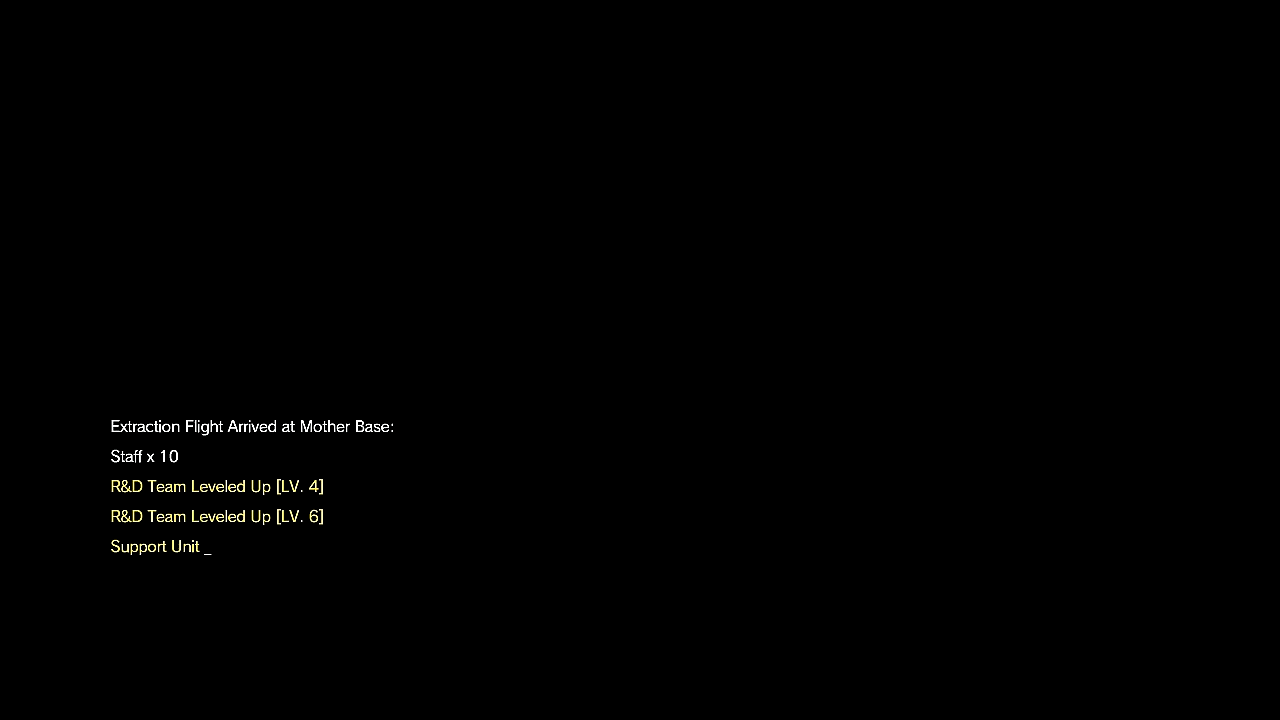 Extraction Flight Arrived at Mother Base:
Staff x 10
R&D Team Leveled Up [LV. 4]
R&D Team Leveled Up [LV. 6]
Support Unit _